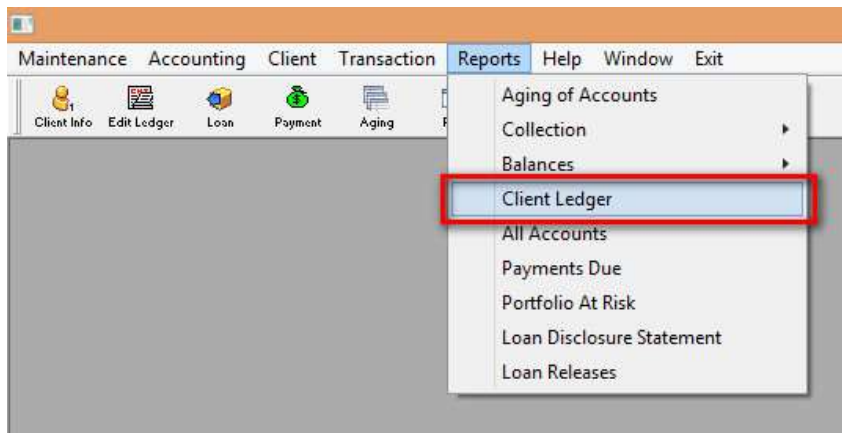 Maintenance Accounting Client Transaction Reports Help Window Exit
Client Info Edit Ledger Loan Payment Aging
Aging of Accounts
Collection
Balances
Client Ledger
All Accounts
Payments Due
Portfolio At Risk
Loan Disclosure Statement
Loan Releases